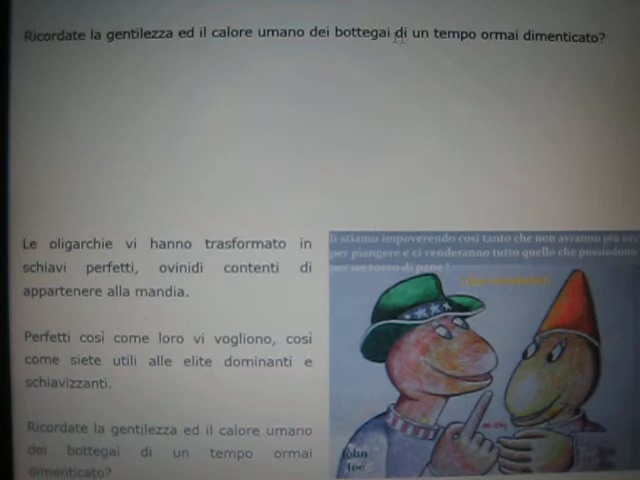 Ricordate la gentilezza ed il calore umano dei bottegai di un tempo ormai dimenticato?
Le oligarchie vi hanno trasformato in
schiavi perfetti, ovinidi contenti di
appartenere alla mandia.
Perfetti così come loro vi vogliono, così
come siete utili alle elite dominanti e
schiavizzanti.
Ricordate la gentilezza ed il calore umano
dei bottegai di un tempo ormai
dimenticato?
li stiamo impoverendo così tanto che non avranno più
per piangere e ci venderanno tutto quello che possiedono
per un tozzo di pane !
John
Joe